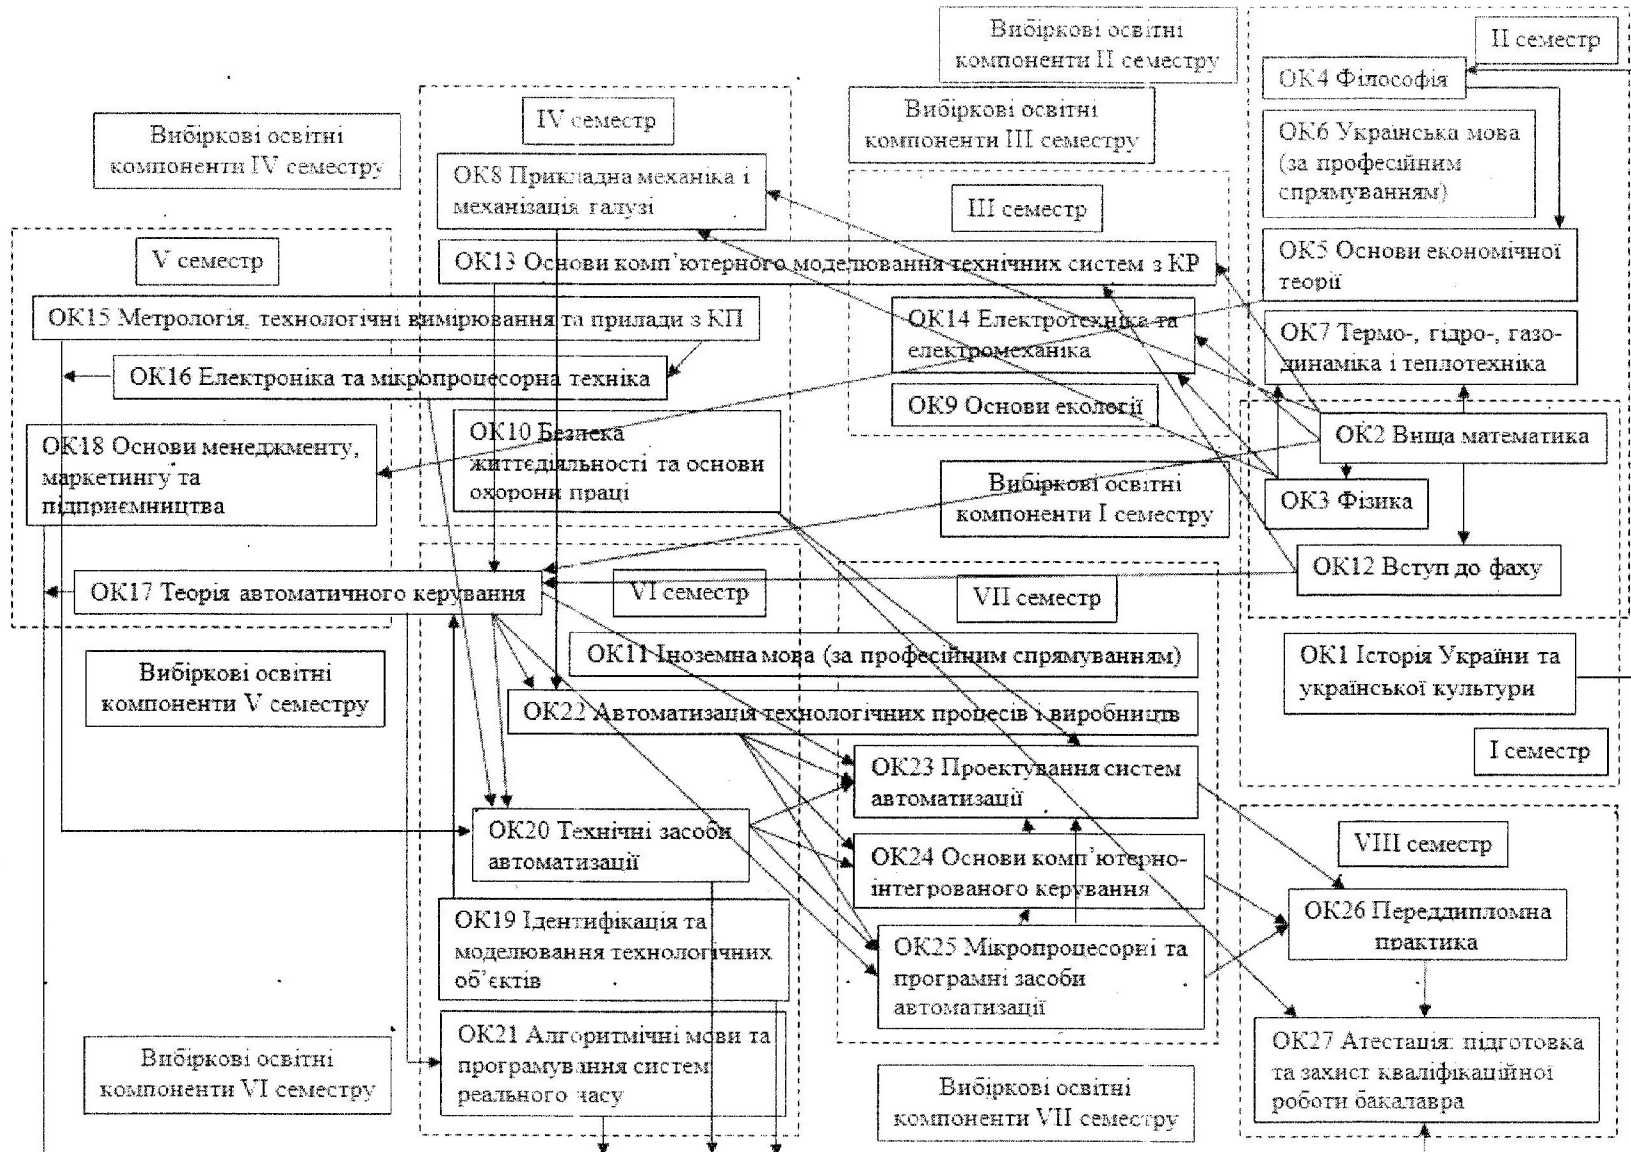 Вибіркові освітні
компоненти ІІ семестру
ІІ семестр
ОК4 Філософія
ОК6 Українська мова
(за професійним
спрямуванням)
ОК5 Основи економічної
теорії
ОК7 Термо-, гідро-, газо-
динаміка і теплотехніка
Вибіркові освітні
компоненти ІІІ семестру
ІІІ семестр
ОК14 Електротехніка та
електромеханіка
ОК9 Основи екології
Вибіркові освітні
компоненти IV семестру
IV семестр
ОК8 Прикладна механіка і
механізація галузі
ОК13 Основи комп’ютерного моделювання технічних систем з КР
V семестр
ОК15 Метрологія, технологічні вимірювання та прилади з КП
ОК16 Електроніка та мікропроцесорна техніка
ОК18 Основи менеджменту,
маркетингу та
підприємництва
ОК10 Безпека
життєдіяльності та основи
охорони праці
ОК2 Вища математика
Вибіркові освітні
компоненти І семестру
ОК3 Фізика
ОК12 Вступ до фаху
ОК17 Теорія автоматичного керування
VI семестр
VII семестр
ОК11 Іноземна мова (за професійним спрямуванням)
ОК1 Історія України та
української культури
І семестр
Вибіркові освітні
компоненти V семестру
ОК22 Автоматизація технологічних процесів і виробництв
ОК23 Проектування систем
автоматизації
ОК20 Технічні засоби
автоматизації
ОК24 Основи комп’ютерно-
інтегрованого керування
VIII семестр
ОК26 Переддипломна
практика
ОК19 Ідентифікація та
моделювання технологічних
об’єктів
ОК25 Мікропроцесорні та
програмні засоби
автоматизації
ОК21 Алгоритмічні мови та
програмування систем
реального часу
ОК27 Атестація: підготовка
та захист кваліфікаційної
роботи бакалавра
Вибіркові освітні
компоненти VI семестру
Вибіркові освітні
компоненти VII семестру